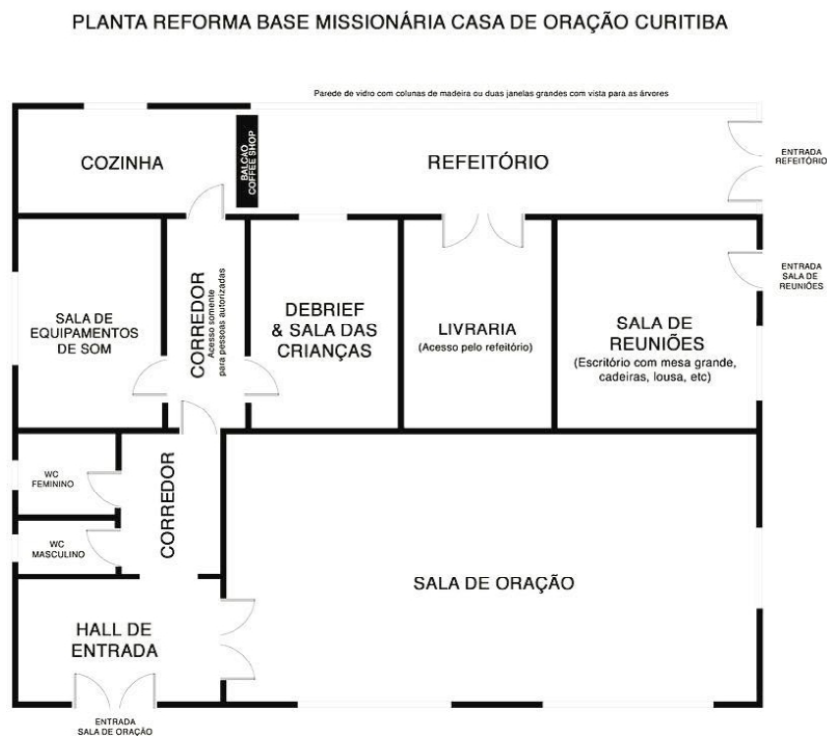 PLANTA REFORMA BASE MISSIONÁRIA CASA DE ORAÇÃO CURITIBA
Parede de vidro com colunas de madeira ou duas janelas grandes com vista para as árvores
COZINHA
BALCAO
COFFEE SHOP
REFEITÓRIO
ENTRADA
REFEITÓRIO
SALA DE
EQUIPAMENTOS
DE SOM
CORREDOR
Acesso somente
para pessoas autorizadas
DEBRIEF
& SALA DAS
CRIANÇAS
LIVRARIA
(Acesso pelo refeitório)
SALA DE
REUNIÕES
(Escritório com mesa grande,
cadeiras, lousa, etc)
ENTRADA
SALA DE
REUNIÕES
WC
FEMININO
WC
MASCULINO
CORREDOR
SALA DE ORAÇÃO
HALL DE
ENTRADA
ENTRADA
SALA DE ORAÇÃO